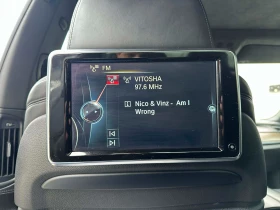 FM
VITOSHA
97.6 MHz
Nico & Vinz - Am I
Wrong